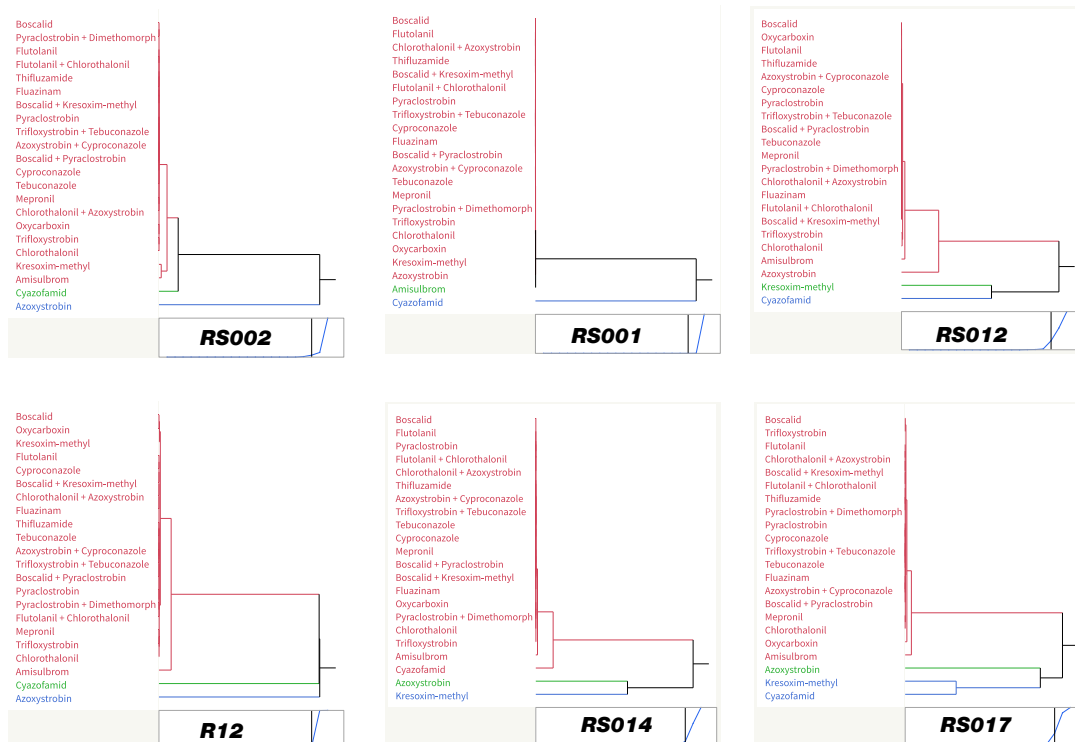 Boscalid
Pyraclostrobin + Dimethomorph
Flutolanil
Flutolanil + Chlorothalonil
Thifluzamide
Fluazinam
Boscalid + Kresoxim-methyl
Pyraclostrobin
Trifloxystrobin + Tebuconazole
Azoxystrobin + Cyproconazole
Boscalid + Pyraclostrobin
Cyproconazole
Tebuconazole
Mepronil
Chlorothalonil + Azoxystrobin
Oxycarboxin
Trifloxystrobin
Chlorothalonil
Kresoxim-methyl
Amisulbrom
Cyazofamid
Azoxystrobin
RS002
Boscalid
Flutolanil
Chlorothalonil + Azoxystrobin
Thifluzamide
Boscalid + Kresoxim-methyl
Flutolanil + Chlorothalonil
Pyraclostrobin
Trifloxystrobin + Tebuconazole
Cyproconazole
Fluazinam
Boscalid + Pyraclostrobin
Azoxystrobin + Cyproconazole
Tebuconazole
Mepronil
Pyraclostrobin + Dimethomorph
Trifloxystrobin
Chlorothalonil
Oxycarboxin
Kresoxim-methyl
Azoxystrobin
Amisulbrom
Cyazofamid
RS001
Boscalid
Oxycarboxin
Flutolanil
Thifluzamide
Azoxystrobin + Cyproconazole
Cyproconazole
Pyraclostrobin
Trifloxystrobin + Tebuconazole
Boscalid + Pyraclostrobin
Tebuconazole
Mepronil
Pyraclostrobin + Dimethomorph
Chlorothalonil + Azoxystrobin
Fluazinam
Flutolanil + Chlorothalonil
Boscalid + Kresoxim-methyl
Trifloxystrobin
Chlorothalonil
Amisulbrom
Azoxystrobin
Kresoxim-methyl
Cyazofamid
RS012
Boscalid
Oxycarboxin
Kresoxim-methyl
Flutolanil
Cyproconazole
Boscalid + Kresoxim-methyl
Chlorothalonil + Azoxystrobin
Fluazinam
Thifluzamide
Tebuconazole
Azoxystrobin + Cyproconazole
Trifloxystrobin + Tebuconazole
Boscalid + Pyraclostrobin
Pyraclostrobin
Pyraclostrobin + Dimethomorph
Flutolanil + Chlorothalonil
Mepronil
Trifloxystrobin
Chlorothalonil
Amisulbrom
Cyazofamid
Azoxystrobin
R12
Boscalid
Flutolanil
Pyraclostrobin
Flutolanil + Chlorothalonil
Chlorothalonil + Azoxystrobin
Thifluzamide
Azoxystrobin + Cyproconazole
Trifloxystrobin + Tebuconazole
Tebuconazole
Cyproconazole
Mepronil
Boscalid + Pyraclostrobin
Boscalid + Kresoxim-methyl
Fluazinam
Oxycarboxin
Pyraclostrobin + Dimethomorph
Chlorothalonil
Trifloxystrobin
Amisulbrom
Cyazofamid
Azoxystrobin
Kresoxim-methyl
RS014
Boscalid
Trifloxystrobin
Flutolanil
Chlorothalonil + Azoxystrobin
Boscalid + Kresoxim-methyl
Flutolanil + Chlorothalonil
Thifluzamide
Pyraclostrobin + Dimethomorph
Pyraclostrobin
Cyproconazole
Trifloxystrobin + Tebuconazole
Tebuconazole
Fluazinam
Azoxystrobin + Cyproconazole
Boscalid + Pyraclostrobin
Mepronil
Chlorothalonil
Oxycarboxin
Amisulbrom
Azoxystrobin
Kresoxim-methyl
Cyazofamid
RS017